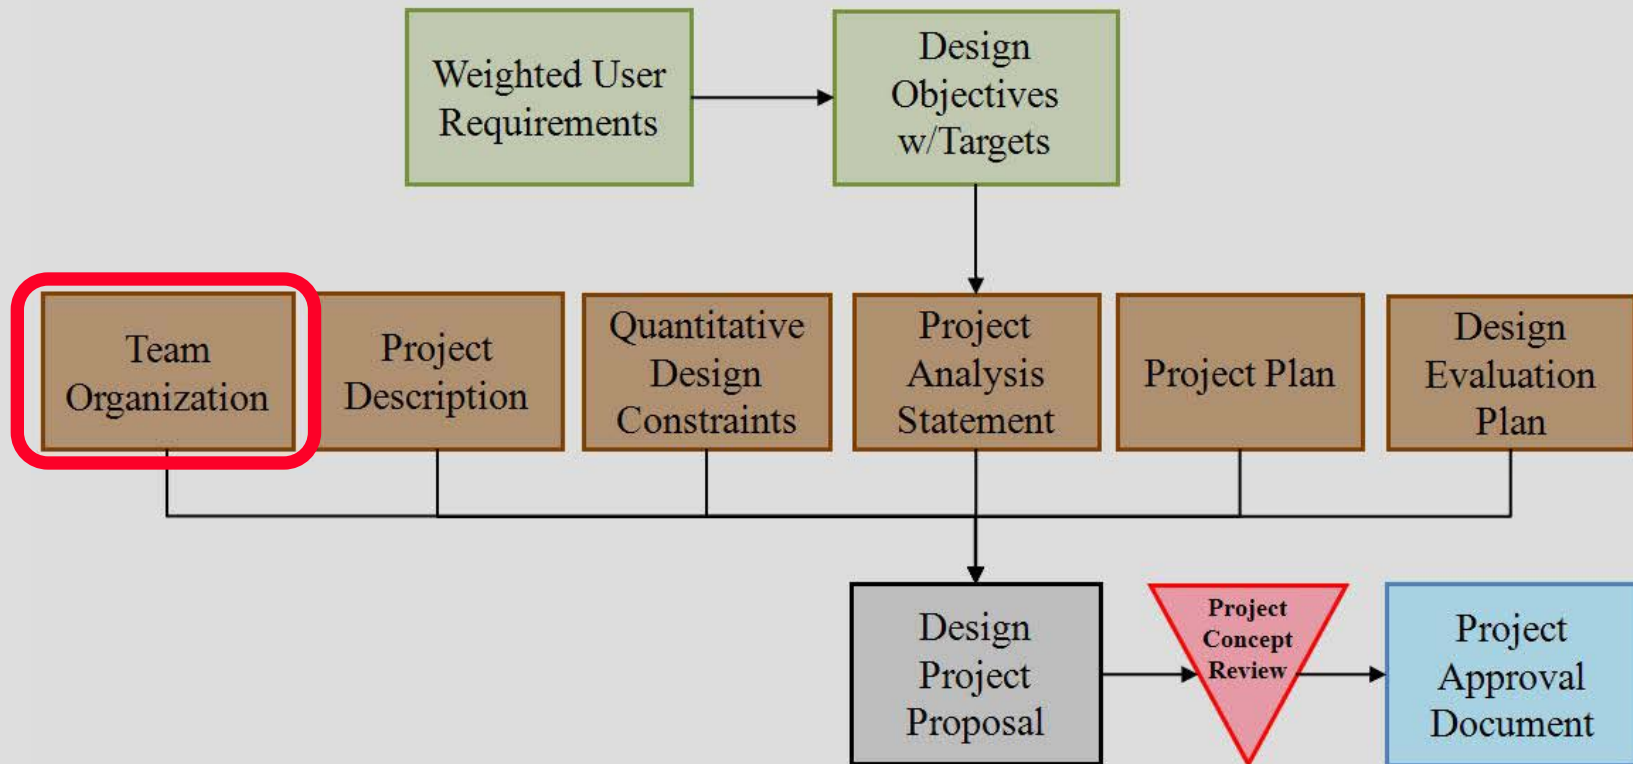 Weighted User
Requirements
Design
Objectives
w/Targets
Team
Organization
Project
Description
Quantitative
Design
Constraints
Project
Analysis
Statement
Project Plan
Design
Evaluation
Plan
Design
Project
Proposal
Project
Concept
Review
Project
Approval
Document